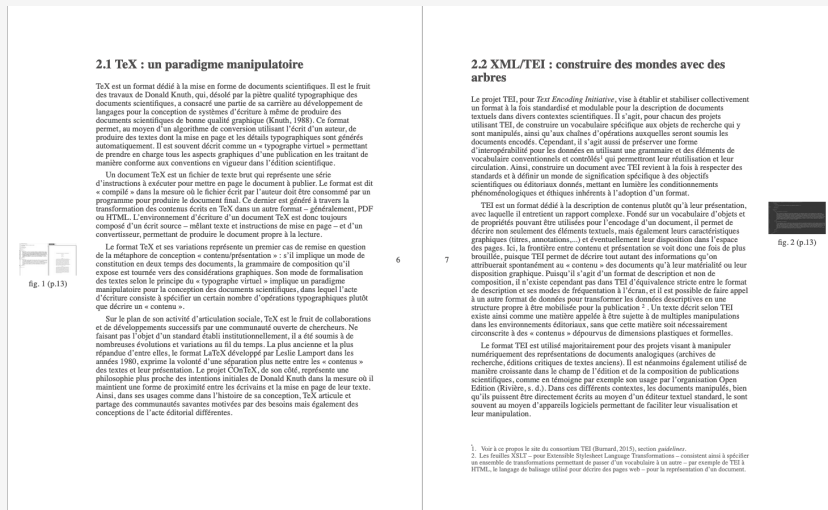 2.1 TeX : un paradigme manipulatoire
TeX est un format dédié à la mise en forme de documents scientifiques. Il est le fruit
des travaux de Donald Knuth, qui, désolé par la piètre qualité typographique des
documents scientifiques, a consacré une partie de sa carrière au développement de
langages pour la conception de systèmes d'écriture à même de produire des
documents scientifiques de bonne qualité graphique (Knuth, 1988). Ce format
permet, au moyen d'un algorithme de conversion utilisant l'écrit d'un auteur, de
produire des textes dont la mise en page et les détails typographiques sont générés
automatiquement. Il est souvent décrit comme un « typographe virtuel » permettant
de prendre en charge tous les aspects graphiques d'une publication en les traitant de
manière conforme aux conventions en vigueur dans l'édition scientifique.
Un document TeX est un fichier de texte brut qui représente une série
d'instructions à exécuter pour mettre en page le document à publier. Le format est dit
« compilé » dans la mesure où le fichier écrit par l'auteur doit être consommé par un
programme pour produire le document final. Ce dernier est généré à travers la
transformation des contenus écrits en TeX dans un autre format – généralement, PDF
ou HTML. L'environnement d'écriture d'un document TeX est donc toujours
composé d'un écrit source – mêlant texte et instructions de mise en page – et d'un
convertisseur, permettant de produire le document propre à la lecture.
Le format TeX et ses variations représente un premier cas de remise en question
de la métaphore de conception « contenu/présentation » : s'il implique un mode de
constitution en deux temps des documents, la grammaire de composition qu'il
expose est tournée vers des considérations graphiques. Son mode de formalisation
des textes selon le principe du « typographe virtuel » implique un paradigme
manipulatoire pour la conception des documents scientifiques, dans lequel l'acte
d'écriture consiste à spécifier un certain nombre d'opérations typographiques plutôt
que décrire un « contenu ».
Sur le plan de son activité d'articulation sociale, TeX est le fruit de collaborations
et de développements successifs par une communauté ouverte de chercheurs. Ne
faisant pas l'objet d'un standard établi institutionnellement, il a été soumis à de
nombreuses évolutions et variations au fil du temps. La plus ancienne et la plus
répandue d'entre elles, le format LaTeX développé par Leslie Lamport dans les
années 1980, exprime la volonté d'une séparation plus nette entre les « contenus »
des textes et leur présentation. Le projet COnTeX, de son côté, représente une
philosophie plus proche des intentions initiales de Donald Knuth dans la mesure où il
maintient une forme de proximité entre les écrivains et la mise en page de leur texte.
Ainsi, dans ses usages comme dans l'histoire de sa conception, TeX articule et
partage des communautés savantes motivées par des besoins mais également des
conceptions de l'acte éditorial différentes.
fig. 1 (p.13)
6
2.2 XML/TEI : construire des mondes avec des
arbres
Le projet TEI, pour Text Encoding Initiative, vise à établir et stabiliser collectivement
un format à la fois standardisé et modulable pour la description de documents
textuels dans divers contextes scientifiques. Il s'agit, pour chacun des projets
utilisant TEI, de construire un vocabulaire spécifique aux objets de recherche qui y
sont manipulés, ainsi qu'aux chaînes d'opérations auxquelles seront soumis les
documents encodés. Cependant, il s'agit aussi de préserver une forme
d'interopérabilité pour les données en utilisant une grammaire et des éléments de
vocabulaire conventionnels et contrôlés1 qui permettront leur réutilisation et leur
circulation. Ainsi, construire un document avec TEI revient à la fois à respecter des
standards et à définir un monde de signification spécifique à des objectifs
scientifiques ou éditoriaux donnés, mettant en lumière les conditionnements
phénoménologiques et éthiques inhérents à l'adoption d'un format.
TEI est un format dédié à la description de contenus plutôt qu'à leur présentation,
avec laquelle il entretient un rapport complexe. Fondé sur un vocabulaire d'objets et
de propriétés pouvant être utilisées pour l'encodage d'un document, il permet de
décrire non seulement des éléments textuels, mais également leurs caractéristiques
graphiques (titres, annotations,...) et éventuellement leur disposition dans l'espace
des pages. Ici, la frontière entre contenu et présentation se voit donc une fois de plus
brouillée, puisque TEI permet de décrire tout autant des informations qu'on
attribuerait spontanément au « contenu » des documents qu'à leur matérialité ou leur
disposition graphique. Puisqu'il s'agit d'un format de description et non de
composition, il n'existe cependant pas dans TEI d'équivalence stricte entre le format
de description et ses modes de fréquentation à l'écran, et il est possible de faire appel
à un autre format de données pour transformer les données descriptives en une
structure propre à être mobilisée pour la publication 2 . Un texte décrit selon TEI
existe ainsi comme une matière appelée à être sujette à de multiples manipulations
dans les environnements éditoriaux, sans que cette matière soit nécessairement
circonscrite à des « contenus » dépourvus de dimensions plastiques et formelles.
Le format TEI est utilisé majoritairement pour des projets visant à manipuler
numériquement des représentations de documents analogiques (archives de
recherche, éditions critiques de textes anciens). Il est néanmoins également utilisé de
manière croissante dans le champ de l'édition et de la composition de publications
scientifiques, comme en témoigne par exemple son usage par l'organisation Open
Edition (Rivière, s. d.). Dans ces différents contextes, les documents manipulés, bien
qu'ils puissent être directement écrits au moyen d'un éditeur textuel standard, le sont
souvent au moyen d'appareils logiciels permettant de faciliter leur visualisation et
leur manipulation.
7
fig. 2 (p.13)
1. Voir à ce propos le site du consortium TEI (Burnard, 2015), section guidelines.
2. Les feuilles XSLT – pour Extensible Stylesheet Language Transformations – consistent ainsi à spécifier
un ensemble de transformations permettant de passer d'un vocabulaire à un autre – par exemple de TEI à
HTML, le langage de balisage utilisé pour décrire des pages web – pour la représentation d'un document.